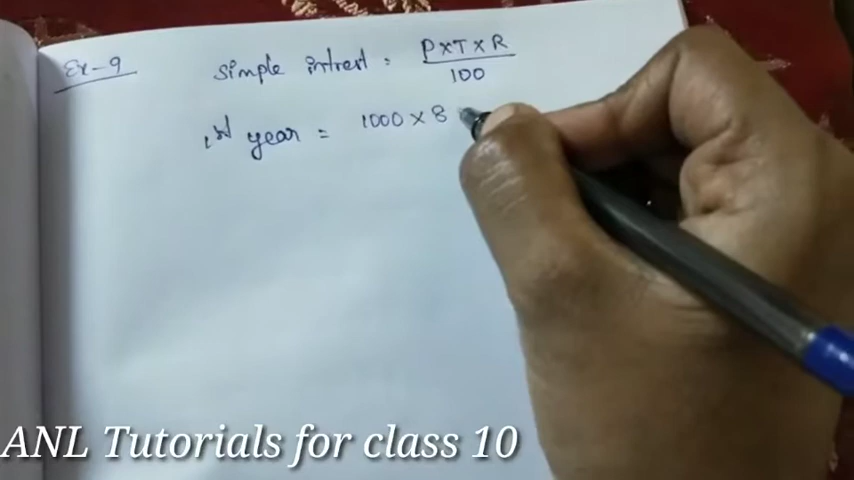 Ex-9
simple intrest = P×T×R
100
1st year = 1000 × 8
ANL Tutorials for class 10